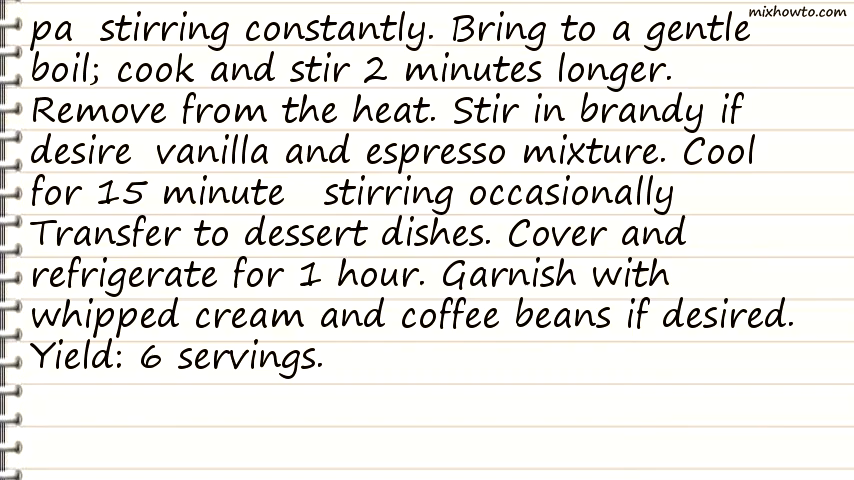 mixhowto.com
pa stirring constantly. Bring to a gentle
boil; cook and stir 2 minutes longer.
Remove from the heat. Stir in brandy if
desire vanilla and espresso mixture. Cool
for 15 minute stirring occasionally
Transfer to dessert dishes. Cover and
refrigerate for 1 hour. Garnish with
whipped cream and coffee beans if desired.
Yield: 6 servings.